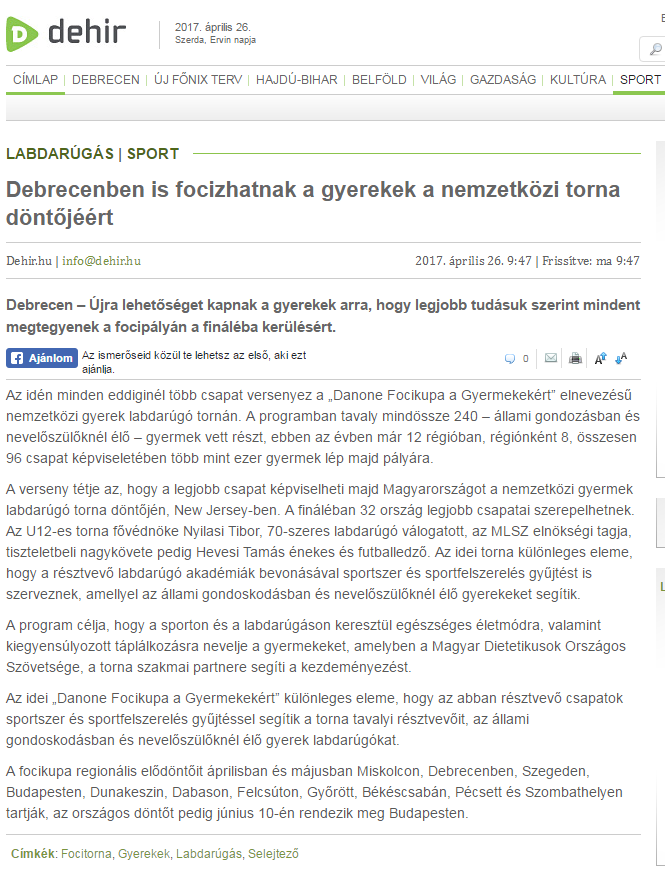 dehir
2017. április 26.
Szerda, Ervin napja
CÍMLAP | DEBRECEN | ÚJ FŐNIX TERV | HAJDÚ-BIHAR | BELFÖLD | VILÁG | GAZDASÁG | KULTÚRA | SPORT
LABDARÚGÁS | SPORT
Debrecenben is focizhatnak a gyerekek a nemzetközi torna
döntőjéért
Dehir.hu | info@dehir.hu 2017. április 26. 9:47 | Frissítve: ma 9:47
Debrecen – Újra lehetőséget kapnak a gyerekek arra, hogy legjobb tudásuk szerint mindent
megtegyenek a focipályán a fináléba kerülésért.
Ajánlom Az ismerőseid közül te lehetsz az első, aki ezt
ajánlja. 0
Az idén minden eddiginél több csapat versenyez a „Danone Focikupa a Gyermekekért” elnevezésű
nemzetközi gyerek labdarúgó tornán. A programban tavaly mindössze 240 – állami gondozásban és
nevelőszülőknél élő – gyermek vett részt, ebben az évben már 12 régióban, régiónként 8, összesen
96 csapat képviseletében több mint ezer gyermek lép majd pályára.
A verseny tétje az, hogy a legjobb csapat képviselheti majd Magyarországot a nemzetközi gyermek
labdarúgó torna döntőjén, New Jersey-ben. A fináléban 32 ország legjobb csapatai szerepelhetnek.
Az U12-es torna fővédnöke Nyilasi Tibor, 70-szeres labdarúgó válogatott, az MLSZ elnökségi tagja,
tiszteletbeli nagykövete pedig Hevesi Tamás énekes és futballedző. Az idei torna különleges eleme,
hogy a résztvevő labdarúgó akadémiák bevonásával sportszer és sportfelszerelés gyűjtést is
szerveznek, amellyel az állami gondoskodásban és nevelőszülőknél élő gyerekeket segítik.
A program célja, hogy a sporton és a labdarúgáson keresztül egészséges életmódra, valamint
kiegyensúlyozott táplálkozásra nevelje a gyermekeket, amelyben a Magyar Dietetikusok Országos
Szövetsége, a torna szakmai partnere segíti a kezdeményezést.
Az idei „Danone Focikupa a Gyermekekért” különleges eleme, hogy az abban résztvevő csapatok
sportszer és sportfelszerelés gyűjtéssel segítik a torna tavalyi résztvevőit, az állami
gondoskodásban és nevelőszülőknél élő gyerek labdarúgókat.
A focikupa regionális elődöntőit áprilisban és májusban Miskolcon, Debrecenben, Szegeden,
Budapesten, Dunakeszin, Dabason, Felcsúton, Győrött, Békéscsabán, Pécsett és Szombathelyen
tartják, az országos döntőt pedig június 10-én rendezik meg Budapesten.
Címkék: Focitorna, Gyerekek, Labdarúgás, Selejtező